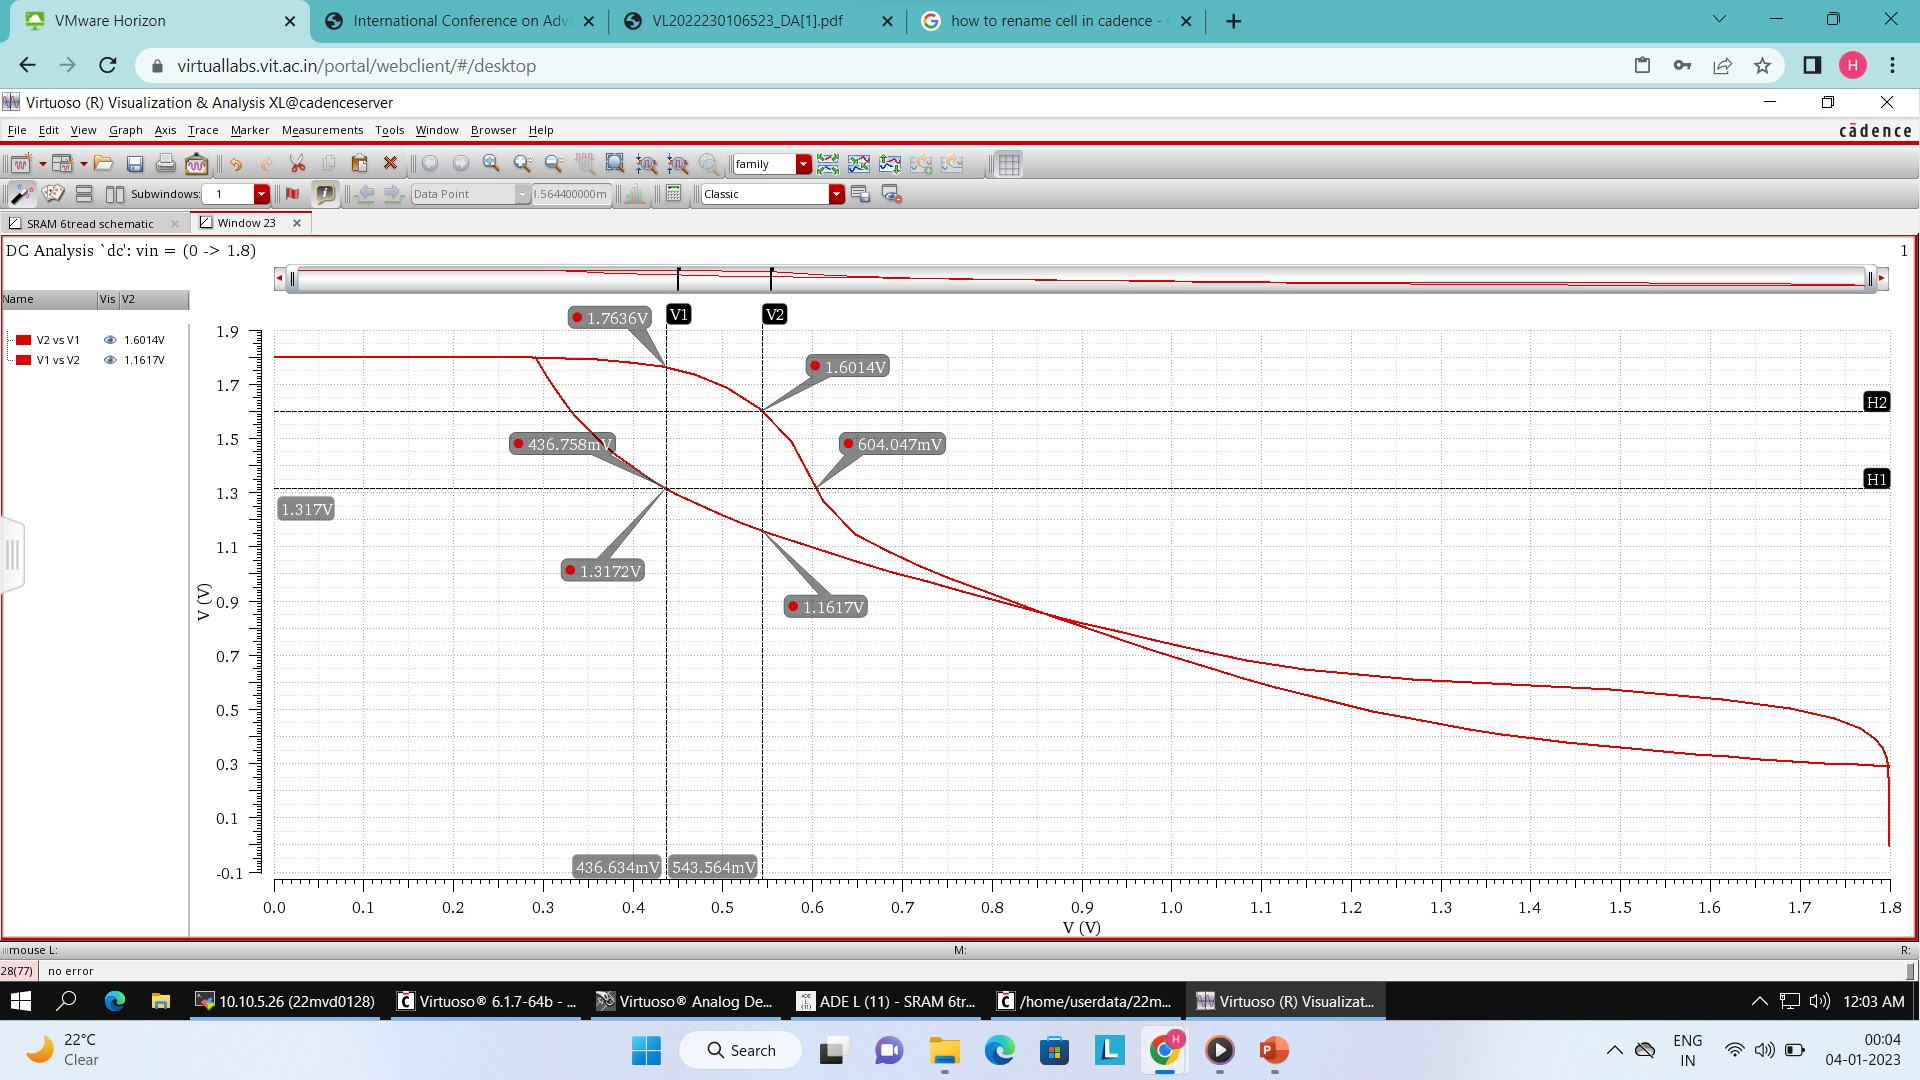 VMware Horizon
International Conference on Adv
VL2022230106523_DA[1].pdf
how to rename cell in cadence -
virtuallabs.vit.ac.in/portal/webclient/#/desktop
H
Virtuoso (R) Visualization & Analysis XL@cadenceserver
File Edit View Graph Axis Trace Marker Measurements Tools Window Browser Help
cādence
family
Subwindows: 1
Data Point
3.564400000m
Classic
SRAM 6tread schematic
Window 23
DC Analysis `dc': vin = (0 -> 1.8)
1
Name Vis V2
V2 vs V1 1.6014V
V1 vs V2 1.1617V
V1
V2
1.7636V
1.6014V
H2
436.758mV
604.047mV
H1
1.317V
1.3172V
1.1617V
436.634mV
543.564mV
V (V)
1.9
1.7
1.5
1.3
1.1
0.9
0.7
0.5
0.3
0.1
-0.1
0.0 0.1 0.2 0.3 0.4 0.5 0.6 0.7 0.8 0.9 1.0 1.1 1.2 1.3 1.4 1.5 1.6 1.7 1.8
V (V)
mouse L: M: R:
28(77) no error
10.10.5.26 (22mvd0128)
Virtuoso® 6.1.7-64b - ...
Virtuoso® Analog De...
ADE L (11) - SRAM 6tr...
/home/userdata/22m...
Virtuoso (R) Visualizat...
12:03 AM
22°C
Clear
Search
L
H
ENG
IN
00:04
04-01-2023